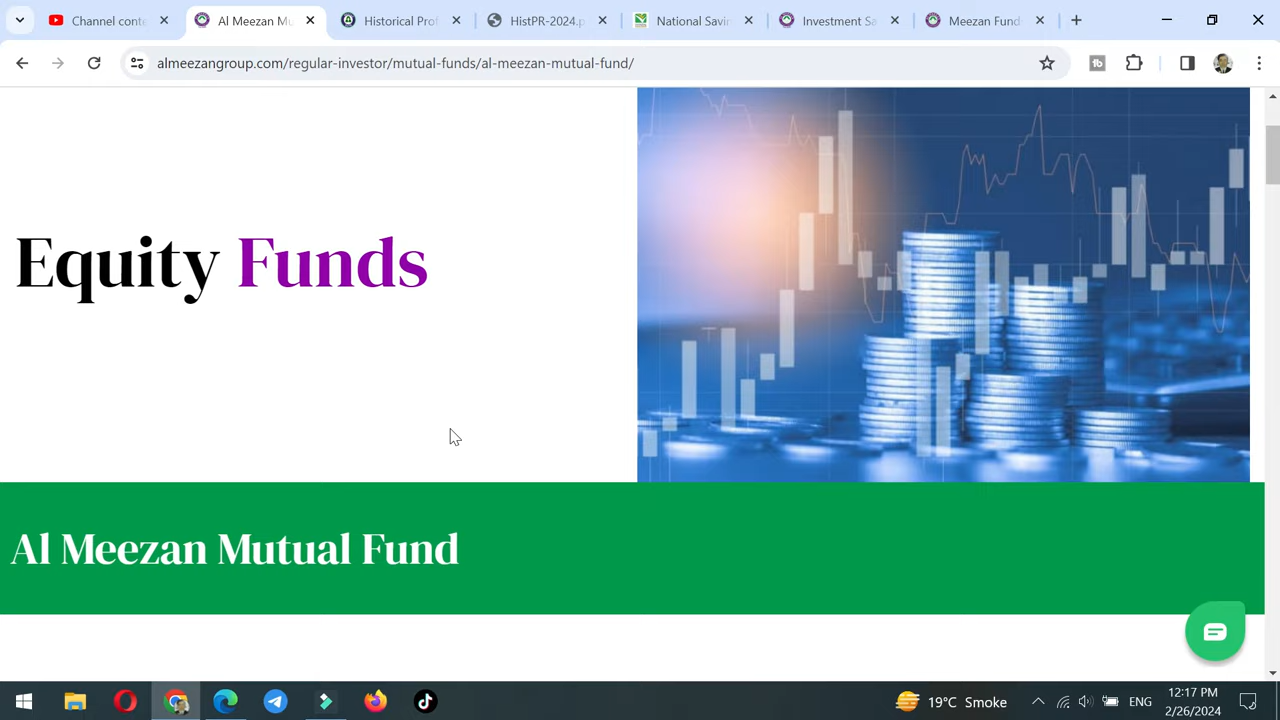 Channel conte
Al Meezan Mu
Historical Prof
HistPR-2024.p
National Savin
Investment Sa
Meezan Fund
almeezangroup.com/regular-investor/mutual-funds/al-meezan-mutual-fund/
Equity Funds
Al Meezan Mutual Fund
19°C Smoke
ENG
12:17 PM
2/26/2024